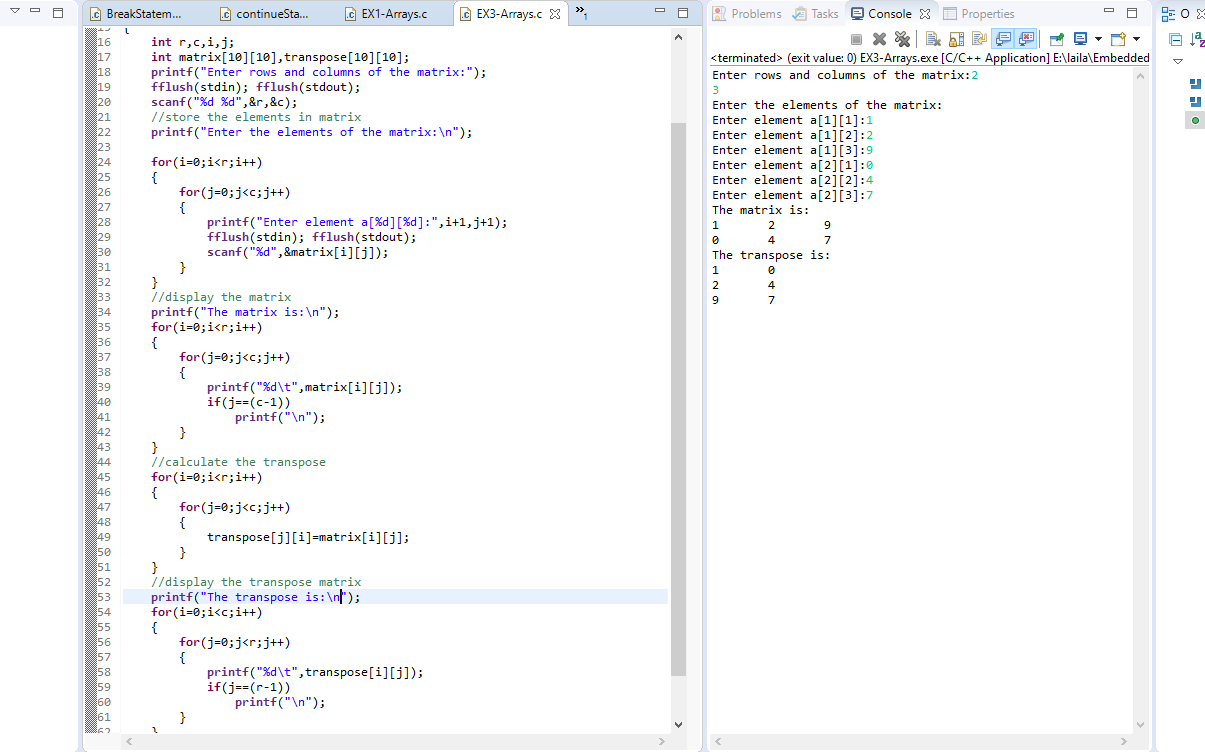 BreakStatem...
continueSta...
EX1-Arrays.c
EX3-Arrays.c
»1
15 {
16 int r,c,i,j;
17 int matrix[10][10],transpose[10][10];
18 printf("Enter rows and columns of the matrix:");
19 fflush(stdin); fflush(stdout);
20 scanf("%d %d",&r,&c);
21 //store the elements in matrix
22 printf("Enter the elements of the matrix:\n");
23
24 for(i=0;i<r;i++)
25 {
26 for(j=0;j<c;j++)
27 {
28 printf("Enter element a[%d][%d]:",i+1,j+1);
29 fflush(stdin); fflush(stdout);
30 scanf("%d",&matrix[i][j]);
31 }
32 }
33 //display the matrix
34 printf("The matrix is:\n");
35 for(i=0;i<r;i++)
36 {
37 for(j=0;j<c;j++)
38 {
39 printf("%d\t",matrix[i][j]);
40 if(j==(c-1))
41 printf("\n");
42 }
43 }
44 //calculate the transpose
45 for(i=0;i<r;i++)
46 {
47 for(j=0;j<c;j++)
48 {
49 transpose[j][i]=matrix[i][j];
50 }
51 }
52 //display the transpose matrix
53 printf("The transpose is:\n");
54 for(i=0;i<c;i++)
55 {
56 for(j=0;j<r;j++)
57 {
58 printf("%d\t",transpose[i][j]);
59 if(j==(r-1))
60 printf("\n");
61 }
62 }
Problems
Tasks
Console
Properties
O
<terminated> (exit value: 0) EX3-Arrays.exe [C/C++ Application] E:\laila\Embedded
Enter rows and columns of the matrix:2
3
Enter the elements of the matrix:
Enter element a[1][1]:1
Enter element a[1][2]:2
Enter element a[1][3]:9
Enter element a[2][1]:0
Enter element a[2][2]:4
Enter element a[2][3]:7
The matrix is:
1 2 9
0 4 7
The transpose is:
1 0
2 4
9 7